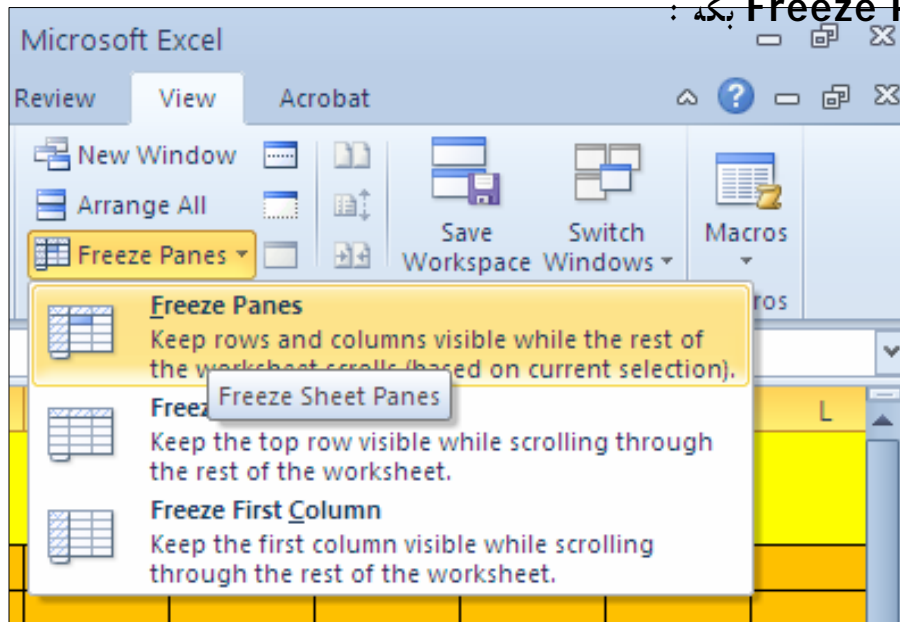 Freeze بکە :
Microsoft Excel
Review View Acrobat
New Window
Arrange All
Freeze Panes
Save Workspace
Switch Windows
Macros
ros
Freeze Panes
Keep rows and columns visible while the rest of
the worksheet scrolls (based on current selection).
Freeze Sheet Panes
Freez
Keep the top row visible while scrolling through
the rest of the worksheet.
Freeze First Column
Keep the first column visible while scrolling
through the rest of the worksheet.
L